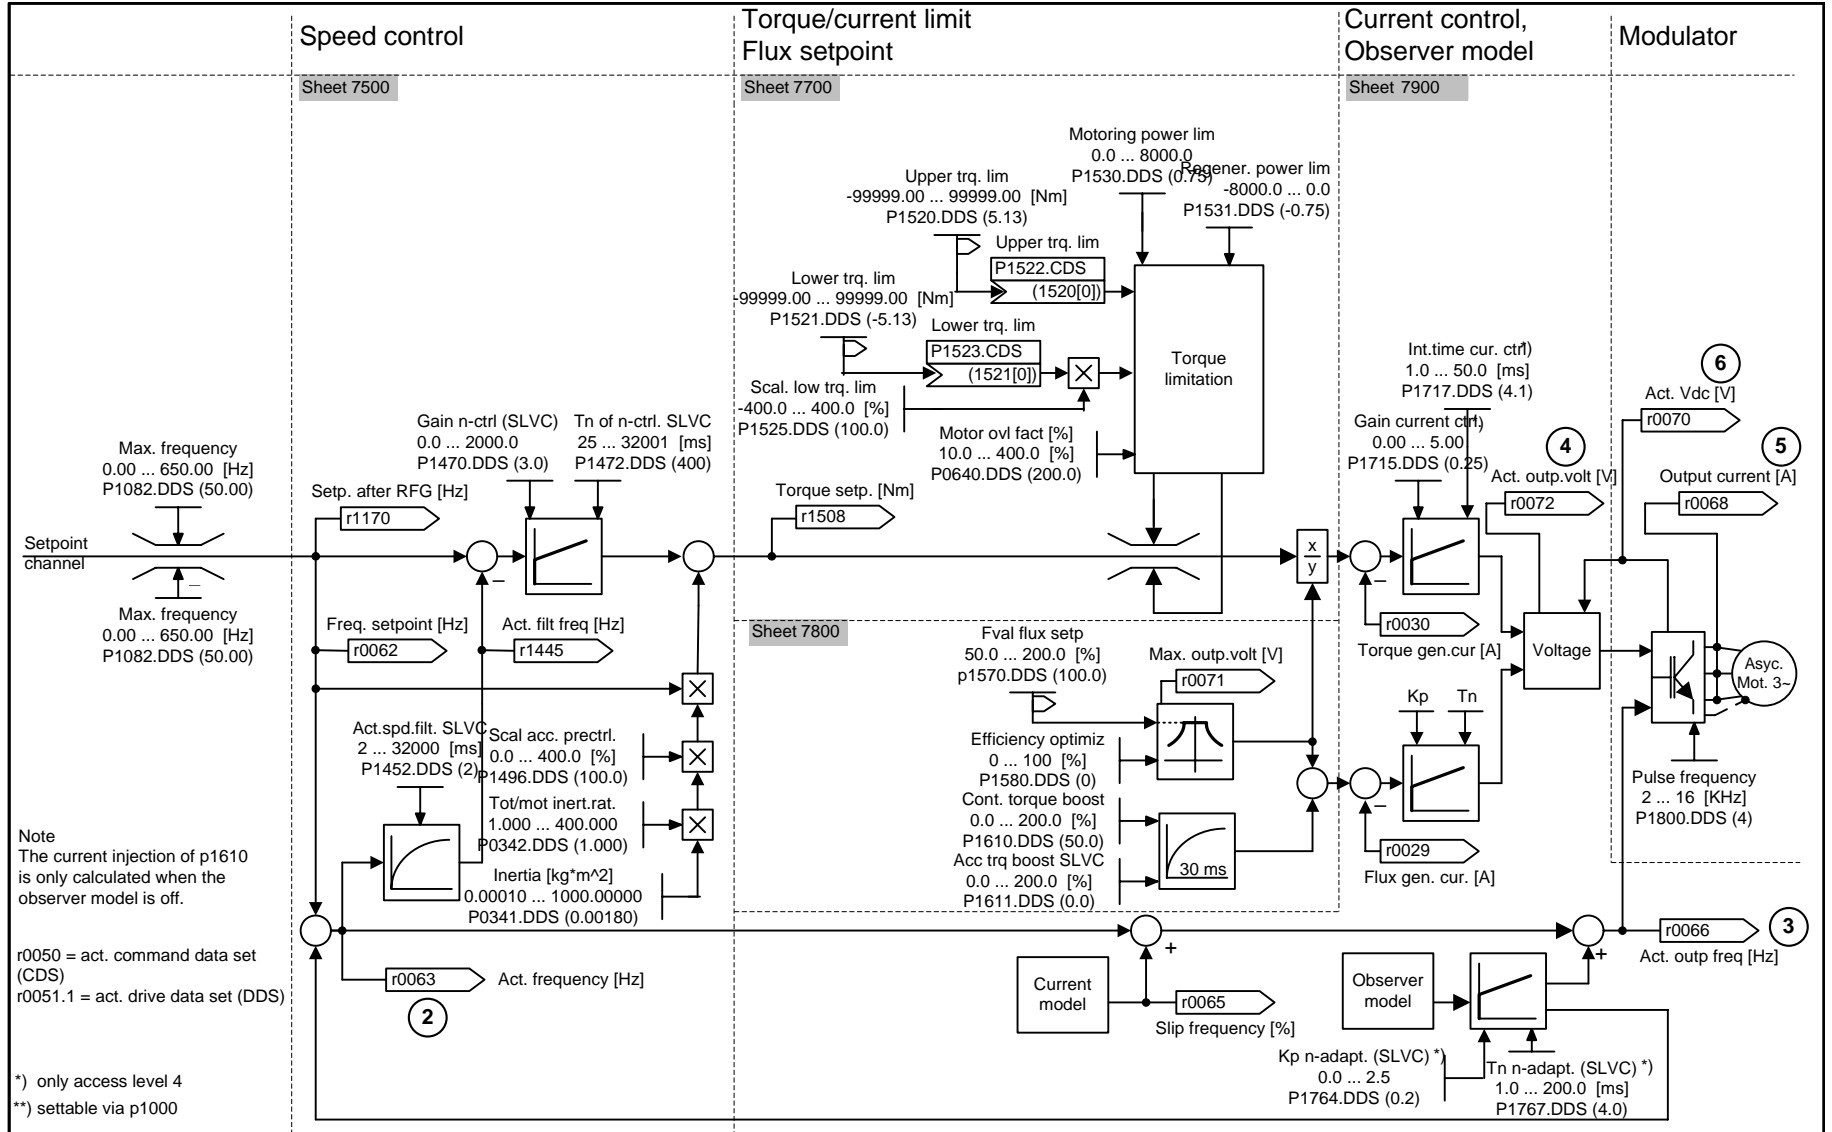 Speed control
Torque/current limit
Flux setpoint
Current control,
Observer model
Modulator
Sheet 7500
Sheet 7700
Sheet 7900
Motoring power lim
0.0 ... 8000.0
P1530.DDS (0.75)
Regener. power lim
-8000.0 ... 0.0
P1531.DDS (-0.75)
Upper trq. lim
-99999.00 ... 99999.00 [Nm]
P1520.DDS (5.13)
Upper trq. lim
P1522.CDS
(1520[0])
Lower trq. lim
-99999.00 ... 99999.00 [Nm]
P1521.DDS (-5.13)
Lower trq. lim
P1523.CDS
(1521[0])
Scal. low trq. lim
-400.0 ... 400.0 [%]
P1525.DDS (100.0)
Motor ovl fact [%]
10.0 ... 400.0 [%]
P0640.DDS (200.0)
Torque
limitation
Int.time cur. ctrl*)
1.0 ... 50.0 [ms]
P1717.DDS (4.1)
Gain current ctrl*)
0.00 ... 5.00
P1715.DDS (0.25)
6
Act. Vdc [V]
r0070
4
Act. outp.volt [V]
r0072
5
Output current [A]
r0068
Max. frequency
0.00 ... 650.00 [Hz]
P1082.DDS (50.00)
Gain n-ctrl (SLVC)
0.0 ... 2000.0
P1470.DDS (3.0)
Tn of n-ctrl. SLVC
25 ... 32001 [ms]
P1472.DDS (400)
Setp. after RFG [Hz]
r1170
Torque setp. [Nm]
r1508
Setpoint
channel
–
–
x
y
–
Max. frequency
0.00 ... 650.00 [Hz]
P1082.DDS (50.00)
Freq. setpoint [Hz]
r0062
Act. filt freq [Hz]
r1445
Sheet 7800
Fval flux setp
50.0 ... 200.0 [%]
p1570.DDS (100.0)
Max. outp.volt [V]
r0071
r0030
Torque gen.cur [A]
Voltage
Asyc.
Mot. 3~
Kp
Tn
Act.spd.filt. SLVC
2 ... 32000 [ms]
P1452.DDS (2)
Scal acc. prectrl.
0.0 ... 400.0 [%]
P1496.DDS (100.0)
Efficiency optimiz
0 ... 100 [%]
P1580.DDS (0)
Pulse frequency
2 ... 16 [KHz]
P1800.DDS (4)
Tot/mot inert.rat.
1.000 ... 400.000
P0342.DDS (1.000)
Cont. torque boost
0.0 ... 200.0 [%]
P1610.DDS (50.0)
–
Inertia [kg*m^2]
0.00010 ... 1000.00000
P0341.DDS (0.00180)
Acc trq boost SLVC
0.0 ... 200.0 [%]
P1611.DDS (0.0)
30 ms
r0029
Flux gen. cur. [A]
Note
The current injection of p1610
is only calculated when the
observer model is off.
r0050 = act. command data set
(CDS)
r0051.1 = act. drive data set (DDS)
r0063
Act. frequency [Hz]
2
+
Current
model
r0065
Slip frequency [%]
Observer
model
+
r0066
Act. outp freq [Hz]
3
Kp n-adapt. (SLVC) *)
0.0 ... 2.5
P1764.DDS (0.2)
Tn n-adapt. (SLVC) *)
1.0 ... 200.0 [ms]
P1767.DDS (4.0)
*) only access level 4
**) settable via p1000